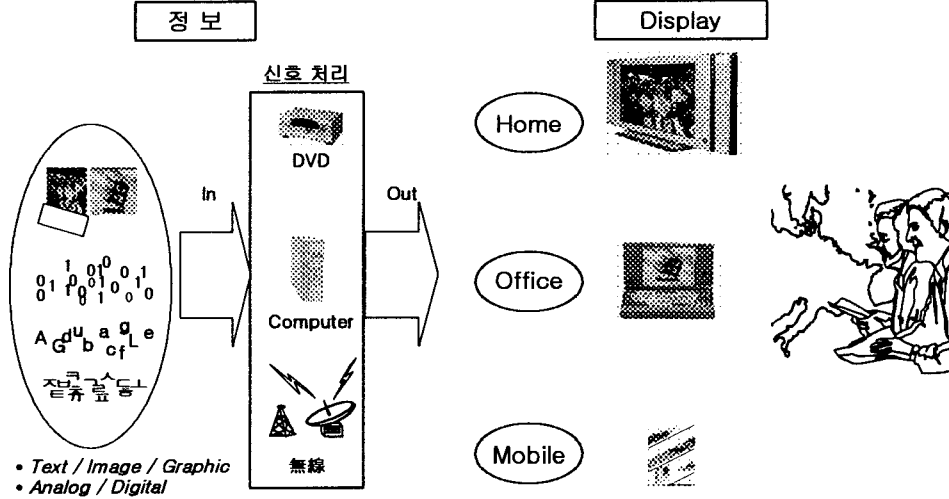 정 보
Display
신호 처리
DVD
Home
In
Out
Office
Computer
無線
Mobile
• Text / Image / Graphic
• Analog / Digital